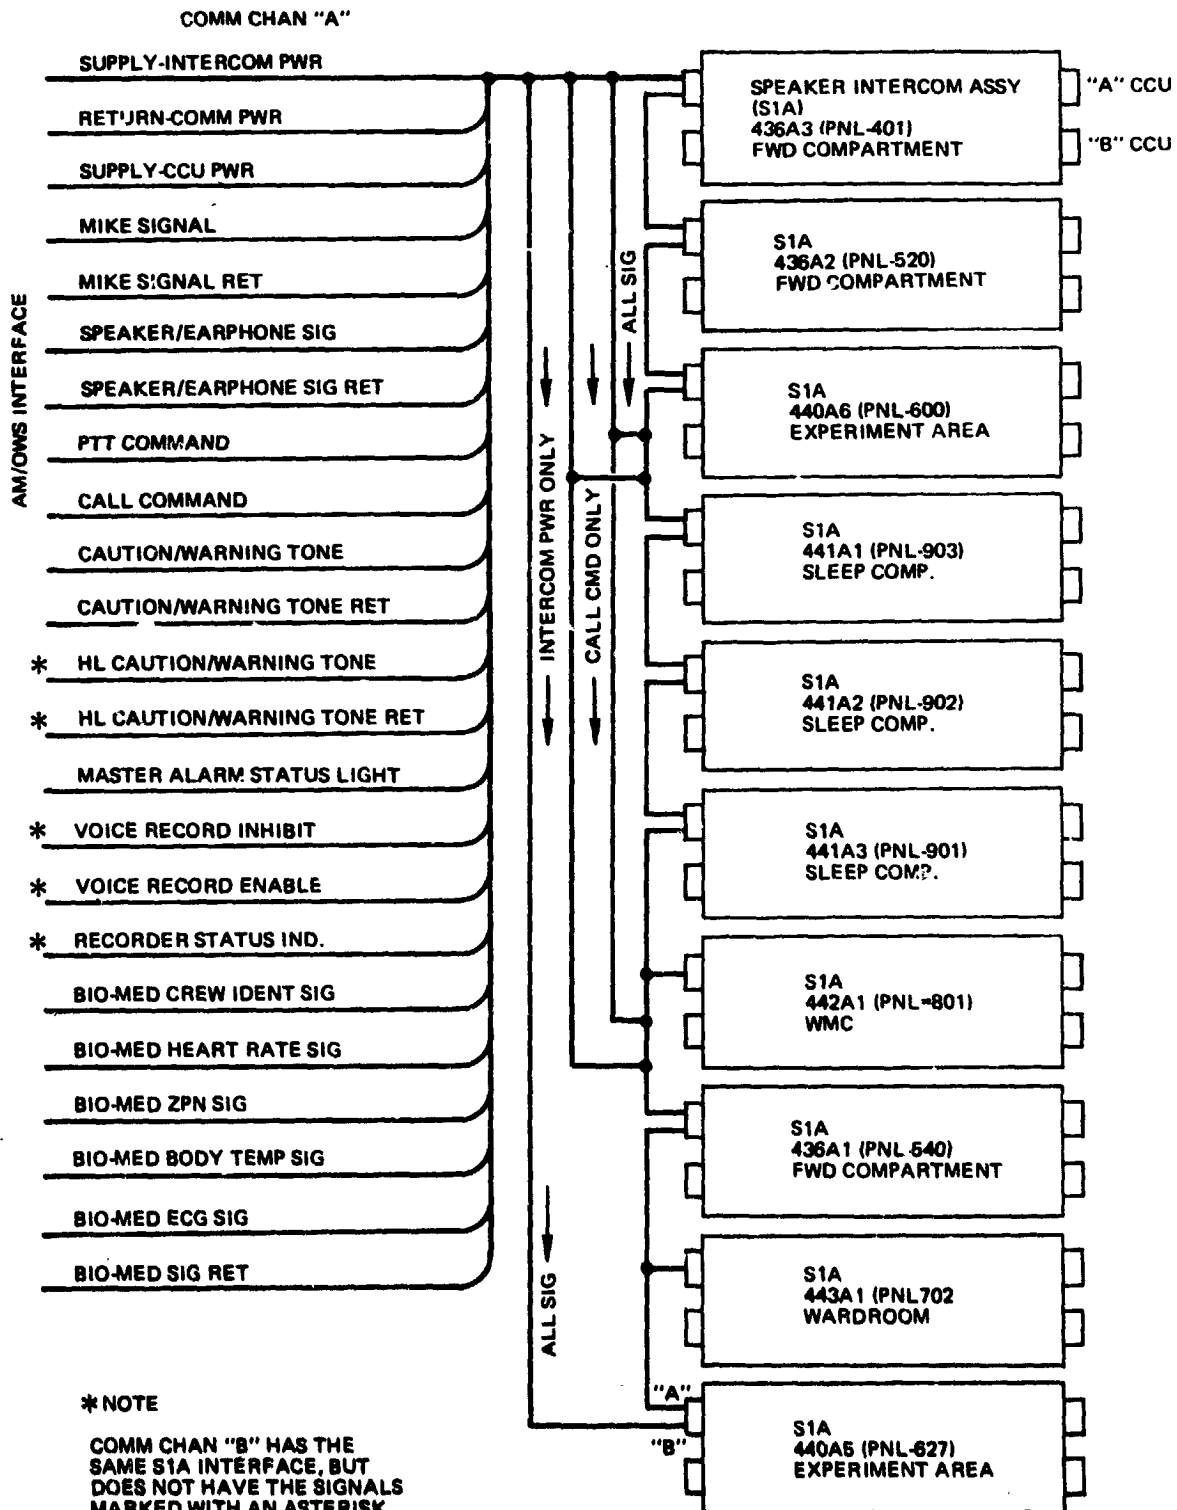 COMM CHAN "A"
SUPPLY-INTERCOM PWR
RETURN-COMM PWR
SUPPLY-CCU PWR
MIKE SIGNAL
MIKE SIGNAL RET
SPEAKER/EARPHONE SIG
SPEAKER/EARPHONE SIG RET
PTT COMMAND
CALL COMMAND
CAUTION/WARNING TONE
CAUTION/WARNING TONE RET
* HL CAUTION/WARNING TONE
* HL CAUTION/WARNING TONE RET
MASTER ALARM STATUS LIGHT
* VOICE RECORD INHIBIT
* VOICE RECORD ENABLE
* RECORDER STATUS IND.
BIO-MED CREW IDENT SIG
BIO-MED HEART RATE SIG
BIO-MED ZPN SIG
BIO-MED BODY TEMP SIG
BIO-MED ECG SIG
BIO-MED SIG RET
AM/OWS INTERFACE
INTERCOM PWR ONLY
CALL CMD ONLY
ALL SIG
ALL SIG
SPEAKER INTERCOM ASSY
(S1A)
436A3 (PNL-401)
FWD COMPARTMENT
"A" CCU
"B" CCU
S1A
436A2 (PNL-520)
FWD COMPARTMENT
S1A
440A6 (PNL-600)
EXPERIMENT AREA
S1A
441A1 (PNL-903)
SLEEP COMP.
S1A
441A2 (PNL-902)
SLEEP COMP.
S1A
441A3 (PNL-901)
SLEEP COMP.
S1A
442A1 (PNL-801)
WMC
S1A
436A1 (PNL-540)
FWD COMPARTMENT
S1A
443A1 (PNL702
WARDROOM
"A"
"B"
S1A
440A5 (PNL-627)
EXPERIMENT AREA
* NOTE
COMM CHAN "B" HAS THE
SAME S1A INTERFACE, BUT
DOES NOT HAVE THE SIGNALS
MARKED WITH AN ASTERISK